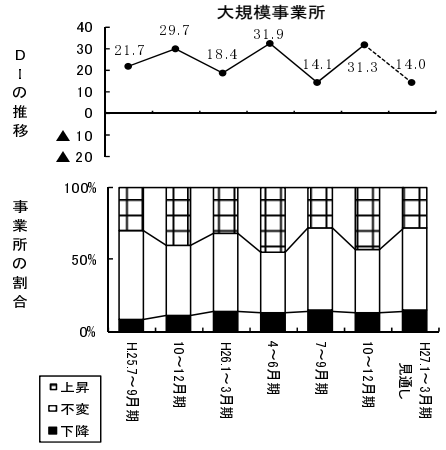 大規模事業所
DIの推移
40
30
20
10
0
▲ 10
▲ 20
21.7
29.7
18.4
31.9
14.1
31.3
14.0
事業所の割合
100%
50%
0%
H.25.7～9月期
10～12月期
H26.1～3月期
4～6月期
7～9月期
10～12月期
H27.1～3月期
見通し
上昇
不変
下降